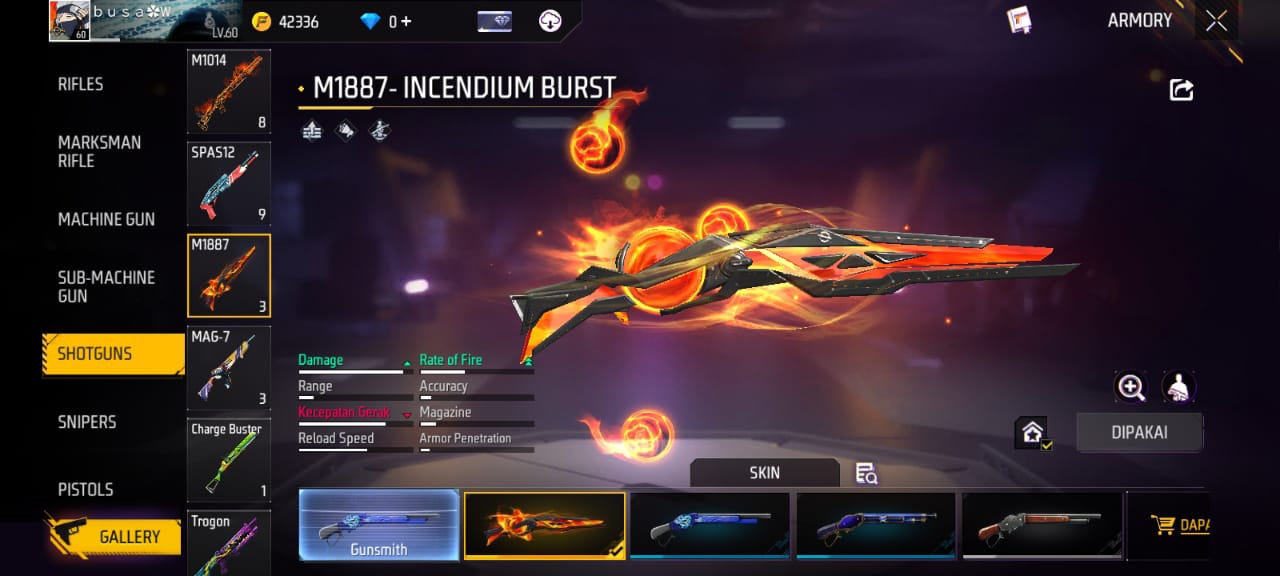 busa♣W
60
LV.60
42336
0 +
ARMORY
RIFLES
MARKSMAN
RIFLE
MACHINE GUN
SUB-MACHINE
GUN
SHOTGUNS
SNIPERS
PISTOLS
GALLERY
M1014
8
SPAS12
9
M1887
3
MAG-7
3
Charge Buster
1
Trogon
M1887- INCENDIUM BURST
Damage
Rate of Fire
Range
Accuracy
Kecepatan Gerak
Magazine
Reload Speed
Armor Penetration
DIPAKAI
SKIN
Gunsmith
DAPA